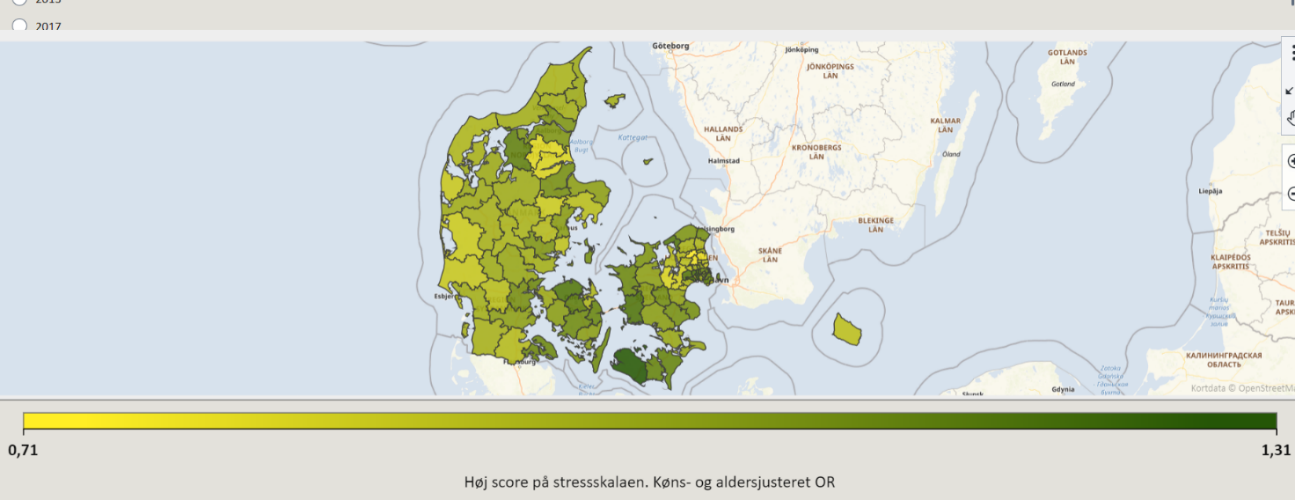 2017
Göteborg
Jönköping
JÖNKÖPINGS
LÄN
GOTLANDS
LÄN
Gotland
HALLANDS
LÄN
KALMAR
LÄN
Kattegat
KRONOBERGS
LÄN
Öland
Halmstad
Liepāja
BLEKINGE
LÄN
SKÅNE
LÄN
TELŠIŲ
KLAIPĖDOS
APSKRITIS
Esbjerg
КАЛИНИНГРАДСКАЯ
ОБЛАСТЬ
Gdynia
Kortdata © OpenStreetM
0,71
1,31
Høj score på stressskalaen. Køns- og aldersjusteret OR